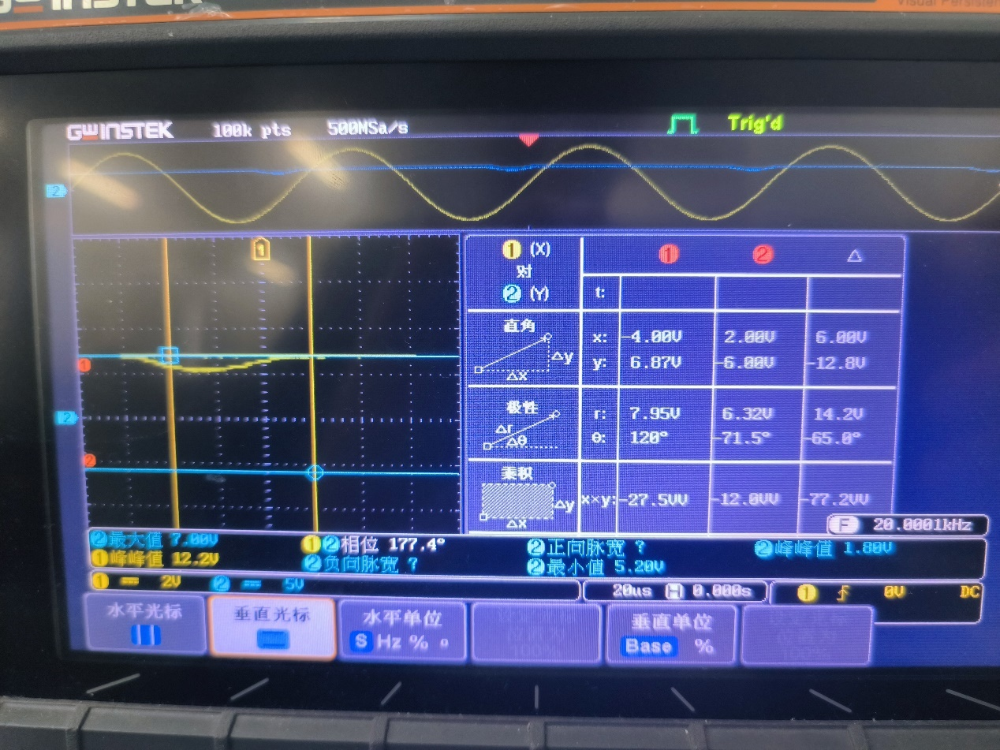 GWINSTEK
Visual Persisten
GWINSTEK 100k pts 500MSa/s Trig'd
2
1
1 (X)
对
2 (Y)
1 2 △
t:
直角
△y
△x
x: -4.00V 2.00V 6.00V
y: 6.87V -6.00V -12.8V
极性
△r
△θ
r: 7.95V 6.32V 14.2V
θ: 120° -71.5° -65.0°
乘积
△y
△x
x×y: -27.5VV -12.0VV -77.2VV
1
2
2
F 20.0001kHz
2最大值 7.00V 12相位 177.4° 2正向脉宽 ? 2峰峰值 1.80V
1峰峰值 12.2V 2负向脉宽 ? 2最小值 5.20V
1 2V 2 5V 20us H 0.000s 1 0V DC
水平光标
垂直光标
水平单位
S Hz % °
垂直单位
Base %